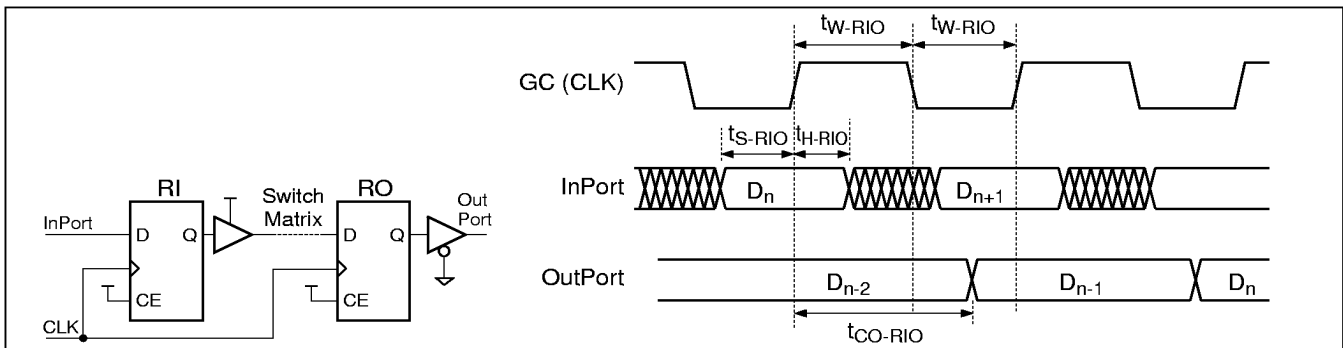 RI
InPort
D
Q
CE
CLK
Switch
Matrix
RO
D
Q
CE
Out
Port
tW-RIO
tW-RIO
GC (CLK)
tS-RIO
tH-RIO
InPort
Dn
Dn+1
OutPort
Dn-2
Dn-1
Dn
tCO-RIO